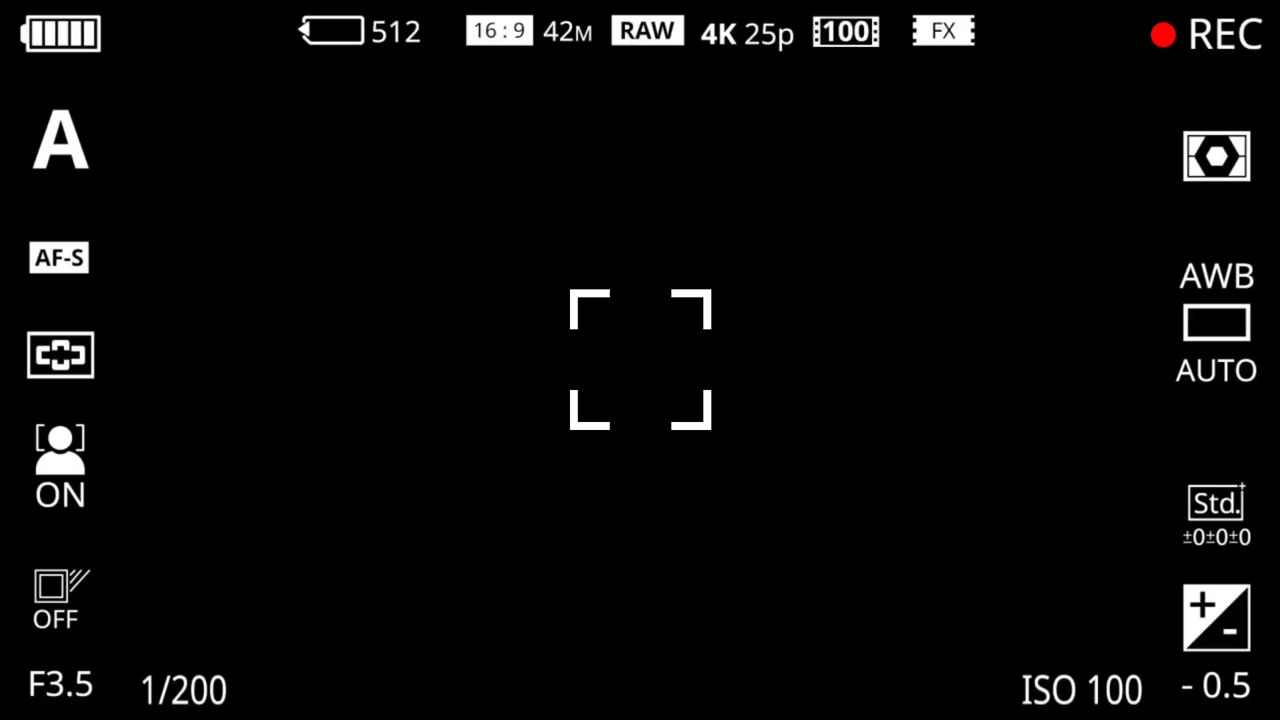 512 16:9 42M RAW 4K 25p 100 FX REC
A
AF-S
AWB
AUTO
ON
Std.+
±0±0±0
OFF
F3.5 1/200 ISO 100 - 0.5